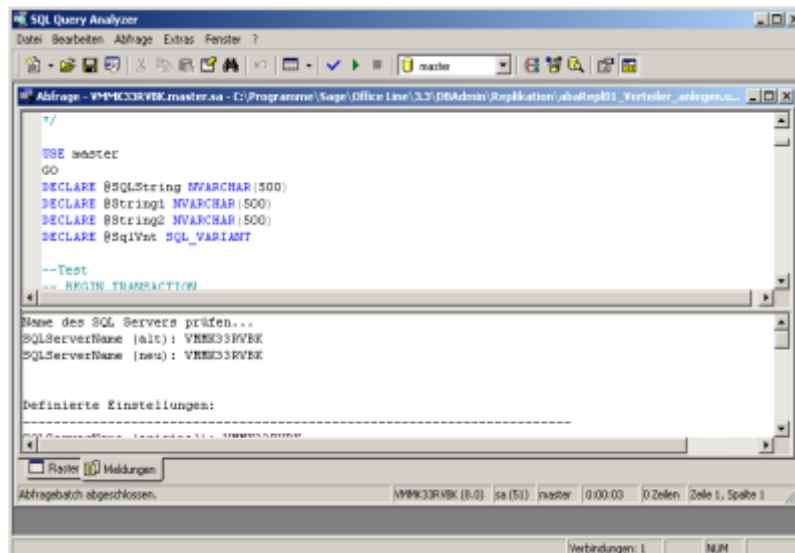 SQL Query Analyzer
Datei Bearbeiten Abfrage Extras Fenster ?
master
Abfrage - VMMK33RVBK.master.sa - C:\Programme\Sage\Office Line\3.3\DBAdmin\Replikation\abaRepl01_Verteiler_anlegen.
*/
USE master
GO
DECLARE @SQLString NVARCHAR(500)
DECLARE @String1 NVARCHAR(500)
DECLARE @String2 NVARCHAR(500)
DECLARE @SqlVnt SQL_VARIANT
--Test
-- BEGIN TRANSACTION
Name des SQL Servers prüfen...
SQLServerName (alt): VMMK33RVBK
SQLServerName (neu): VMMK33RVBK
Definierte Einstellungen:
--------------------------------------------------------------------------------
Raster Meldungen
Abfragebatch abgeschlossen. VMMK33RVBK (8.0) sa (51) master 0:00:03 0 Zeilen Zeile 1, Spalte 1
Verbindungen: 1 NUM